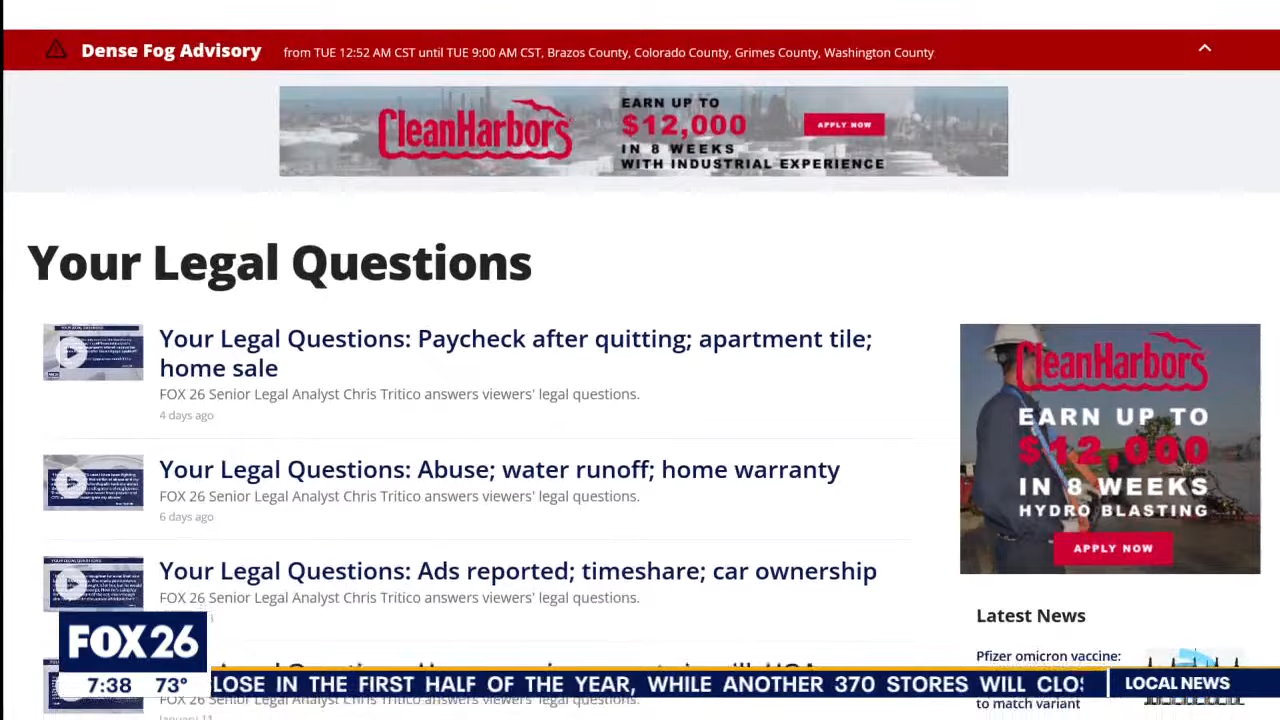 Dense Fog Advisory from TUE 12:52 AM CST until TUE 9:00 AM CST, Brazos County, Colorado County, Grimes County, Washington County
CleanHarbors
EARN UP TO
$12,000
IN 8 WEEKS
WITH INDUSTRIAL EXPERIENCE
APPLY NOW
Your Legal Questions
Your Legal Questions: Paycheck after quitting; apartment tile;
home sale
FOX 26 Senior Legal Analyst Chris Tritico answers viewers' legal questions.
4 days ago
Your Legal Questions: Abuse; water runoff; home warranty
FOX 26 Senior Legal Analyst Chris Tritico answers viewers' legal questions.
6 days ago
Your Legal Questions: Ads reported; timeshare; car ownership
FOX 26 Senior Legal Analyst Chris Tritico answers viewers' legal questions.
CleanHarbors
EARN UP TO
$12,000
IN 8 WEEKS
HYDRO BLASTING
APPLY NOW
Latest News
Pfizer omicron vaccine:
to match variant
FOX 26
7:38 73°
LOSE IN THE FIRST HALF OF THE YEAR, WHILE ANOTHER 370 STORES WILL CLO
LOCAL NEWS
FOX 26 Senior Legal Analyst Chris Tritico answers viewers' legal questions.
January 11